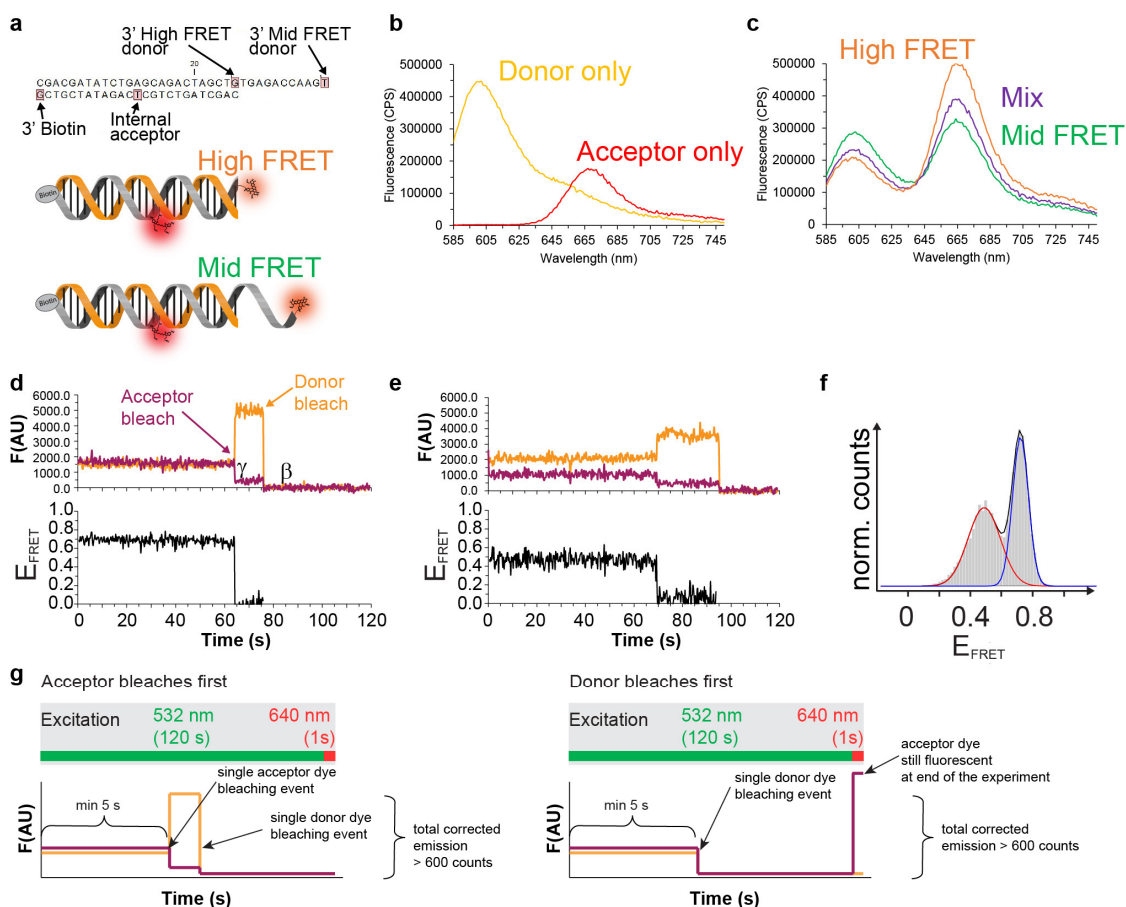 a
3' High FRET
donor
3' Mid FRET
donor
20
CGACGATATCTGAGCAGACTAGCTGTGAGACCAAGT
GCTGCTATAGACTCGTCTGATCGAC
3' Biotin
Internal
acceptor
High FRET
Biotin
Mid FRET
Biotin
b
Donor only
Acceptor only
Fluorescence (CPS)
500000
400000
300000
200000
100000
0
585 605 645 665 705 725 745
Wavelength (nm)
c
High FRET
Mix
Mid FRET
Fluorescence (CPS)
500000
400000
300000
200000
100000
0
585 605 645 665 685 705 725 745
Wavelength (nm)
d
Acceptor
bleach
Donor
bleach
F(AU)
6000.0
5000.0
4000.0
3000.0
2000.0
1000.0
0.0
γ
β
EFRET
1.0
0.8
0.6
0.4
0.2
0.0
0 20 40 60 80 100 120
Time (s)
e
F(AU)
6000.0
5000.0
4000.0
3000.0
2000.0
1000.0
0.0
EFRET
1.0
0.8
0.6
0.4
0.2
0.0
0 20 40 60 80 100 120
Time (s)
f
norm. counts
0 0.4 0.8
EFRET
g
Acceptor bleaches first
Excitation
532 nm
(120 s)
640 nm
(1s)
single acceptor dye
bleaching event
min 5 s
single donor dye
bleaching event
total corrected
emission
> 600 counts
F(AU)
Time (s)
Donor bleaches first
Excitation
532 nm
(120 s)
640 nm
(1s)
acceptor dye
still fluorescent
at end of the experiment
single donor dye
bleaching event
min 5 s
total corrected
emission > 600 counts
F(AU)
Time (s)